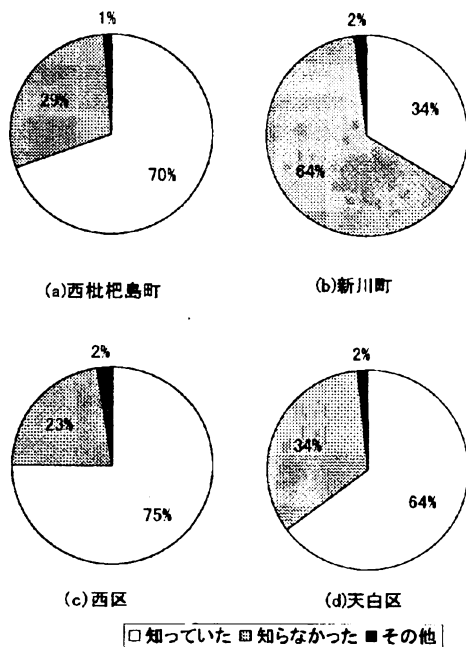 1%
29%
70%
(a)西枇杷島町
2%
34%
64%
(b)新川町
2%
23%
75%
(c)西区
2%
34%
64%
(d)天白区
□知っていた ▩知らなかった ■その他